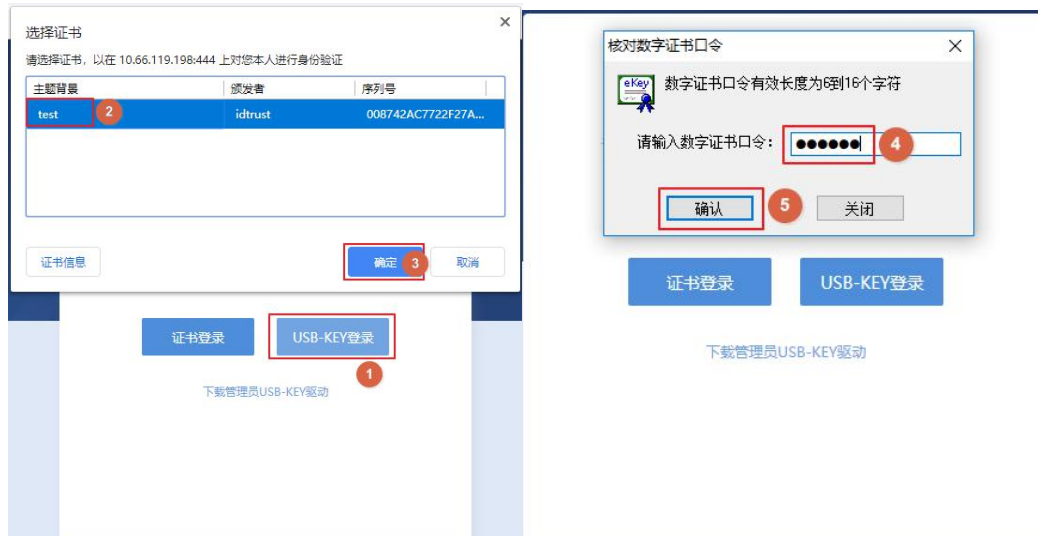 选择证书
请选择证书，以在 10.66.119.198:444 上对您本人进行身份验证
主题背景 颁发者 序列号
test 2 idtrust 008742AC7722F27A...
证书信息 确定 3 取消
证书登录 USB-KEY登录
1
下载管理员USB-KEY驱动
核对数字证书口令
eKey 数字证书口令有效长度为6到16个字符
请输入数字证书口令： ●●●●●● 4
确认 5 关闭
证书登录 USB-KEY登录
下载管理员USB-KEY驱动